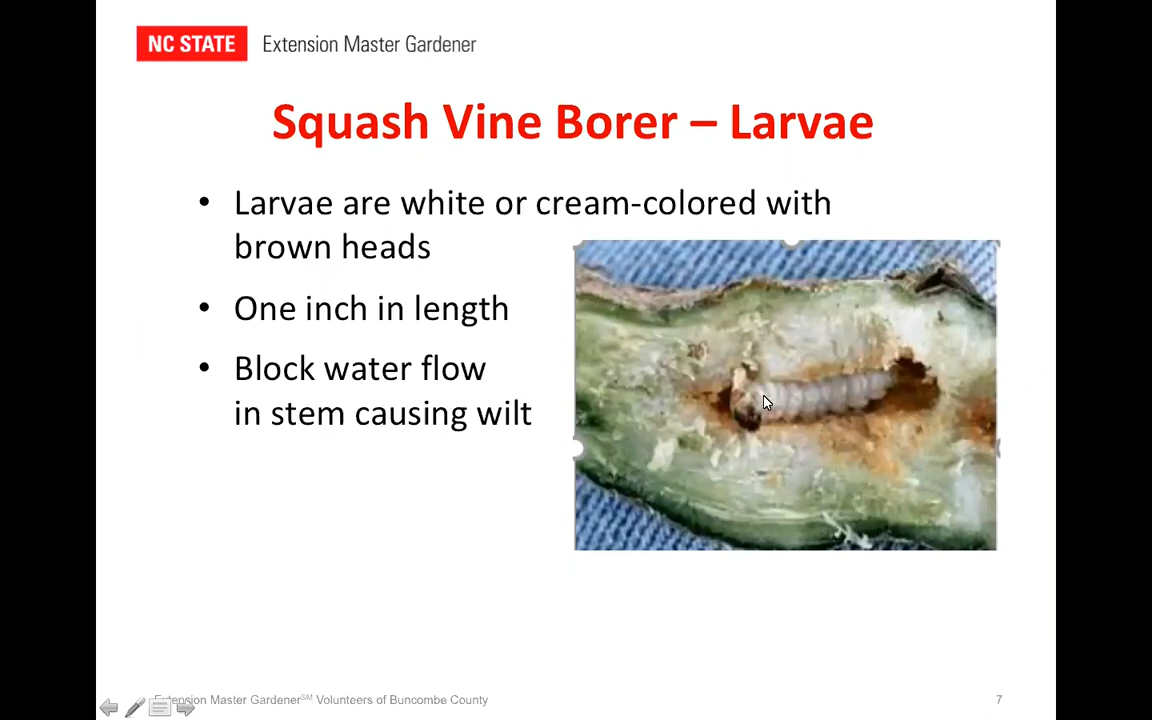 NC STATE Extension Master Gardener
Squash Vine Borer – Larvae
• Larvae are white or cream-colored with
brown heads
• One inch in length
• Block water flow
in stem causing wilt
Extension Master Gardener℠ Volunteers of Buncombe County
7